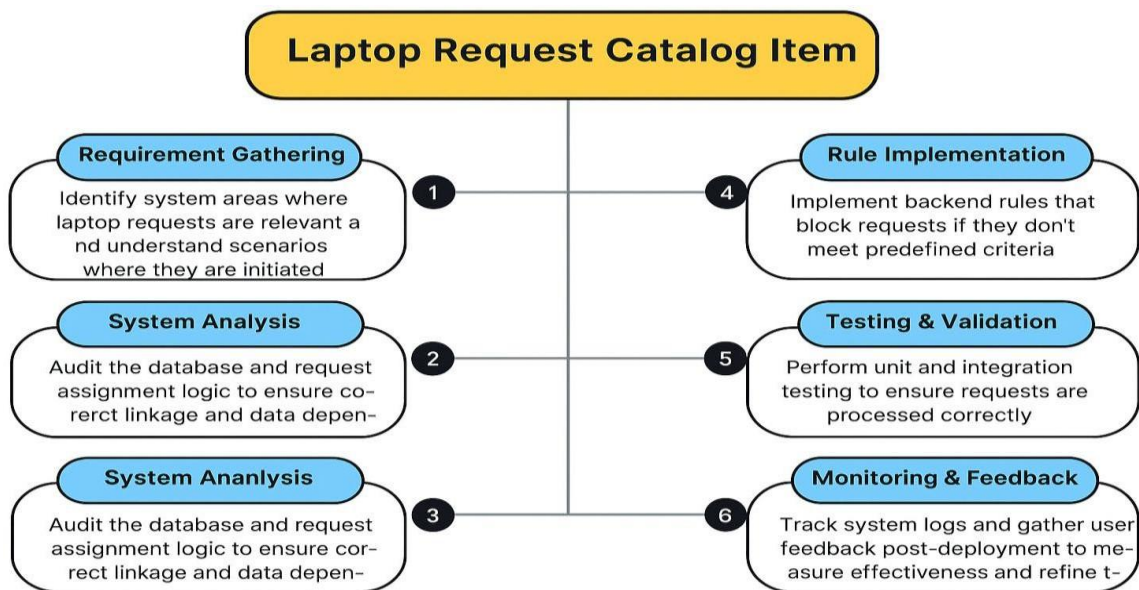 Laptop Request Catalog Item
Requirement Gathering
Identify system areas where
laptop requests are relevant a
nd understand scenarios
where they are initiated
1
System Analysis
Audit the database and request
assignment logic to ensure co-
rerct linkage and data depen-
2
System Ananlysis
Audit the database and request
assignment logic to ensure cor-
rect linkage and data depen-
3
Rule Implementation
Implement backend rules that
block requests if they don't
meet predefined criteria
4
Testing & Validation
Perform unit and integration
testing to ensure requests are
processed correctly
5
Monitoring & Feedback
Track system logs and gather user
feedback post-deployment to me-
asure effectiveness and refine t-
6